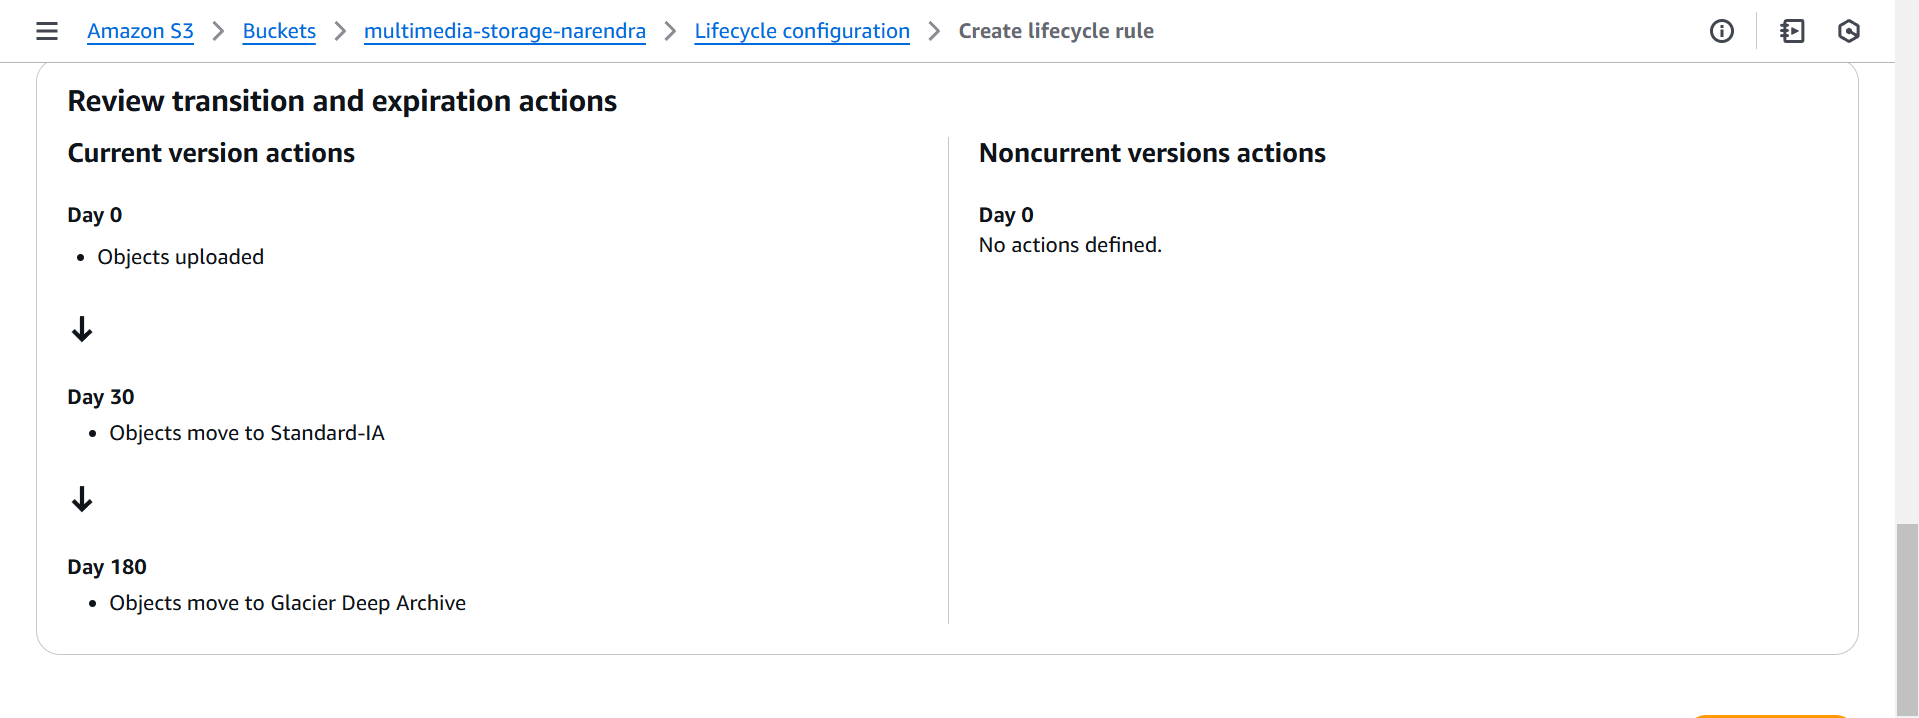 Amazon S3 > Buckets > multimedia-storage-narendra > Lifecycle configuration > Create lifecycle rule
Review transition and expiration actions
Current version actions
Day 0
• Objects uploaded
↓
Day 30
• Objects move to Standard-IA
↓
Day 180
• Objects move to Glacier Deep Archive
Noncurrent versions actions
Day 0
No actions defined.